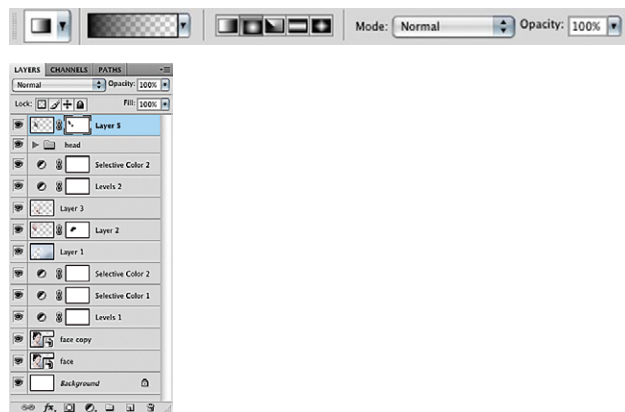 Mode: Normal Opacity: 100%
LAYERS CHANNELS PATHS
Normal Opacity: 100%
Lock: Fill: 100%
Layer 5
head
Selective Color 2
Levels 2
Layer 3
Layer 2
Layer 1
Selective Color 2
Selective Color 1
Levels 1
face copy
face
Background
fx.